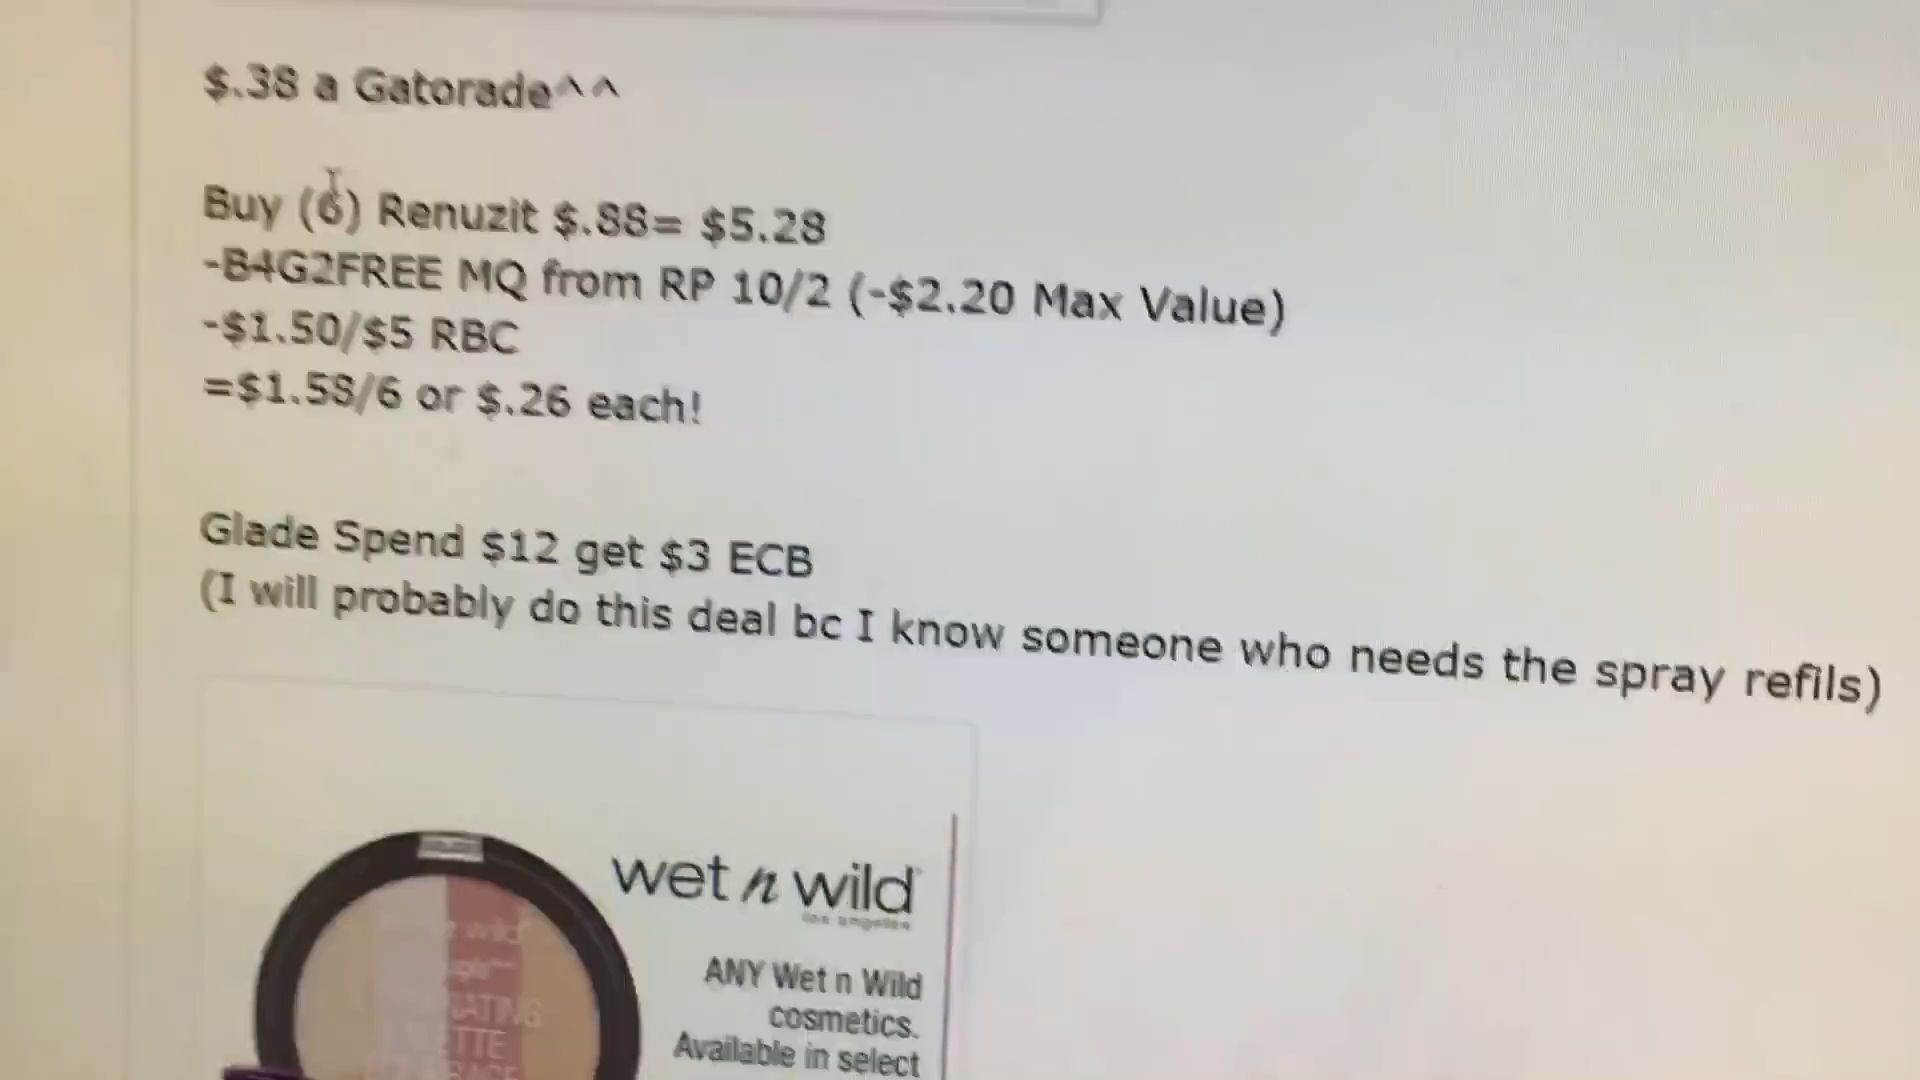 $.38 a Gatorade^^
Buy (6) Renuzit $.88= $5.28
-B4G2FREE MQ from RP 10/2 (-$2.20 Max Value)
-$1.50/$5 RBC
=$1.58/6 or $.26 each!
Glade Spend $12 get $3 ECB
(I will probably do this deal bc I know someone who needs the spray refils)
wet n wild
los angeles
ANY Wet n Wild
cosmetics.
Available in select